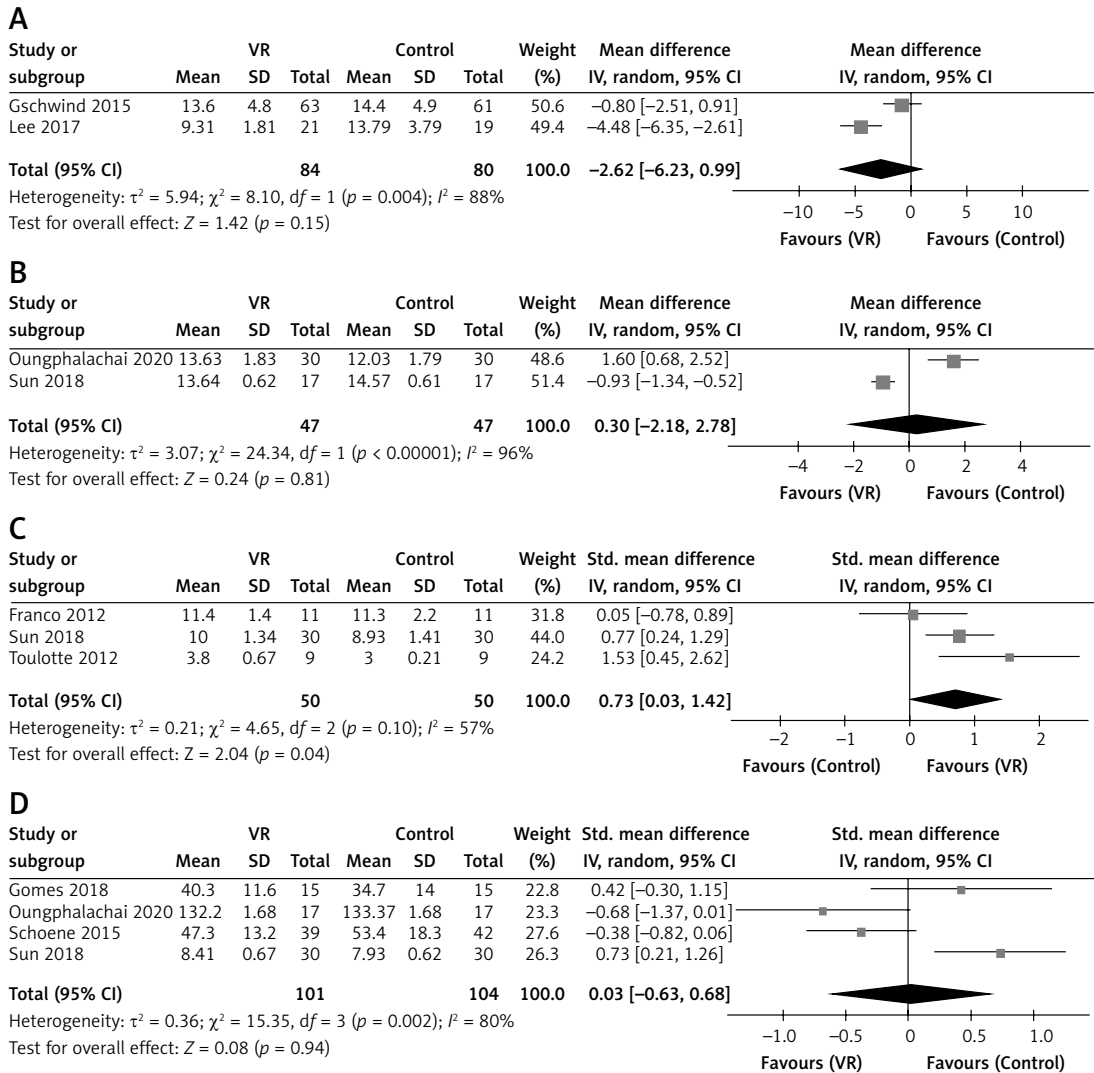 A
Study or VR Control Weight Mean difference Mean difference
subgroup Mean SD Total Mean SD Total (%) IV, random, 95% CI IV, random, 95% CI
Gschwind 2015 13.6 4.8 63 14.4 4.9 61 50.6 –0.80 [–2.51, 0.91]
Lee 2017 9.31 1.81 21 13.79 3.79 19 49.4 –4.48 [–6.35, –2.61]
Total (95% CI) 84 80 100.0 –2.62 [–6.23, 0.99]
Heterogeneity: τ² = 5.94; χ² = 8.10, df = 1 (p = 0.004); I² = 88%
Test for overall effect: Z = 1.42 (p = 0.15)
–10 –5 0 5 10
Favours (VR) Favours (Control)
B
Study or VR Control Weight Mean difference Mean difference
subgroup Mean SD Total Mean SD Total (%) IV, random, 95% CI IV, random, 95% CI
Oungphalachai 2020 13.63 1.83 30 12.03 1.79 30 48.6 1.60 [0.68, 2.52]
Sun 2018 13.64 0.62 17 14.57 0.61 17 51.4 –0.93 [–1.34, –0.52]
Total (95% CI) 47 47 100.0 0.30 [–2.18, 2.78]
Heterogeneity: τ² = 3.07; χ² = 24.34, df = 1 (p < 0.00001); I² = 96%
Test for overall effect: Z = 0.24 (p = 0.81)
–4 –2 0 2 4
Favours (VR) Favours (Control)
C
Study or VR Control Weight Std. mean difference Std. mean difference
subgroup Mean SD Total Mean SD Total (%) IV, random, 95% CI IV, random, 95% CI
Franco 2012 11.4 1.4 11 11.3 2.2 11 31.8 0.05 [–0.78, 0.89]
Sun 2018 10 1.34 30 8.93 1.41 30 44.0 0.77 [0.24, 1.29]
Toulotte 2012 3.8 0.67 9 3 0.21 9 24.2 1.53 [0.45, 2.62]
Total (95% CI) 50 50 100.0 0.73 [0.03, 1.42]
Heterogeneity: τ² = 0.21; χ² = 4.65, df = 2 (p = 0.10); I² = 57%
Test for overall effect: Z = 2.04 (p = 0.04)
–2 –1 0 1 2
Favours (Control) Favours (VR)
D
Study or VR Control Weight Std. mean difference Std. mean difference
subgroup Mean SD Total Mean SD Total (%) IV, random, 95% CI IV, random, 95% CI
Gomes 2018 40.3 11.6 15 34.7 14 15 22.8 0.42 [–0.30, 1.15]
Oungphalachai 2020 132.2 1.68 17 133.37 1.68 17 23.3 –0.68 [–1.37, 0.01]
Schoene 2015 47.3 13.2 39 53.4 18.3 42 27.6 –0.38 [–0.82, 0.06]
Sun 2018 8.41 0.67 30 7.93 0.62 30 26.3 0.73 [0.21, 1.26]
Total (95% CI) 101 104 100.0 0.03 [–0.63, 0.68]
Heterogeneity: τ² = 0.36; χ² = 15.35, df = 3 (p = 0.002); I² = 80%
Test for overall effect: Z = 0.08 (p = 0.94)
–1.0 –0.5 0 0.5 1.0
Favours (VR) Favours (Control)